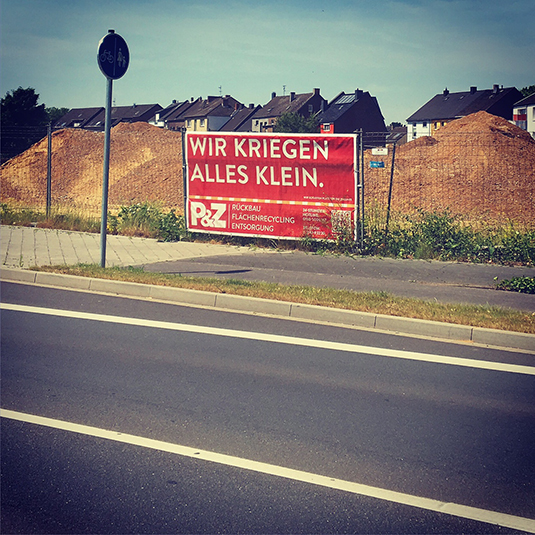 WIR KRIEGEN
ALLES KLEIN.
P&Z
RÜCKBAU
FLÄCHENRECYCLING
ENTSORGUNG